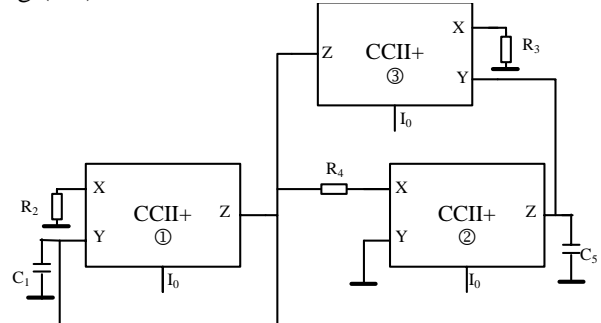 X
Z
CCII+
R3
③
Y
I0
R4
X
X
R2
CCII+
Z
CCII+
Z
Y
①
Y
②
C1
C5
I0
I0